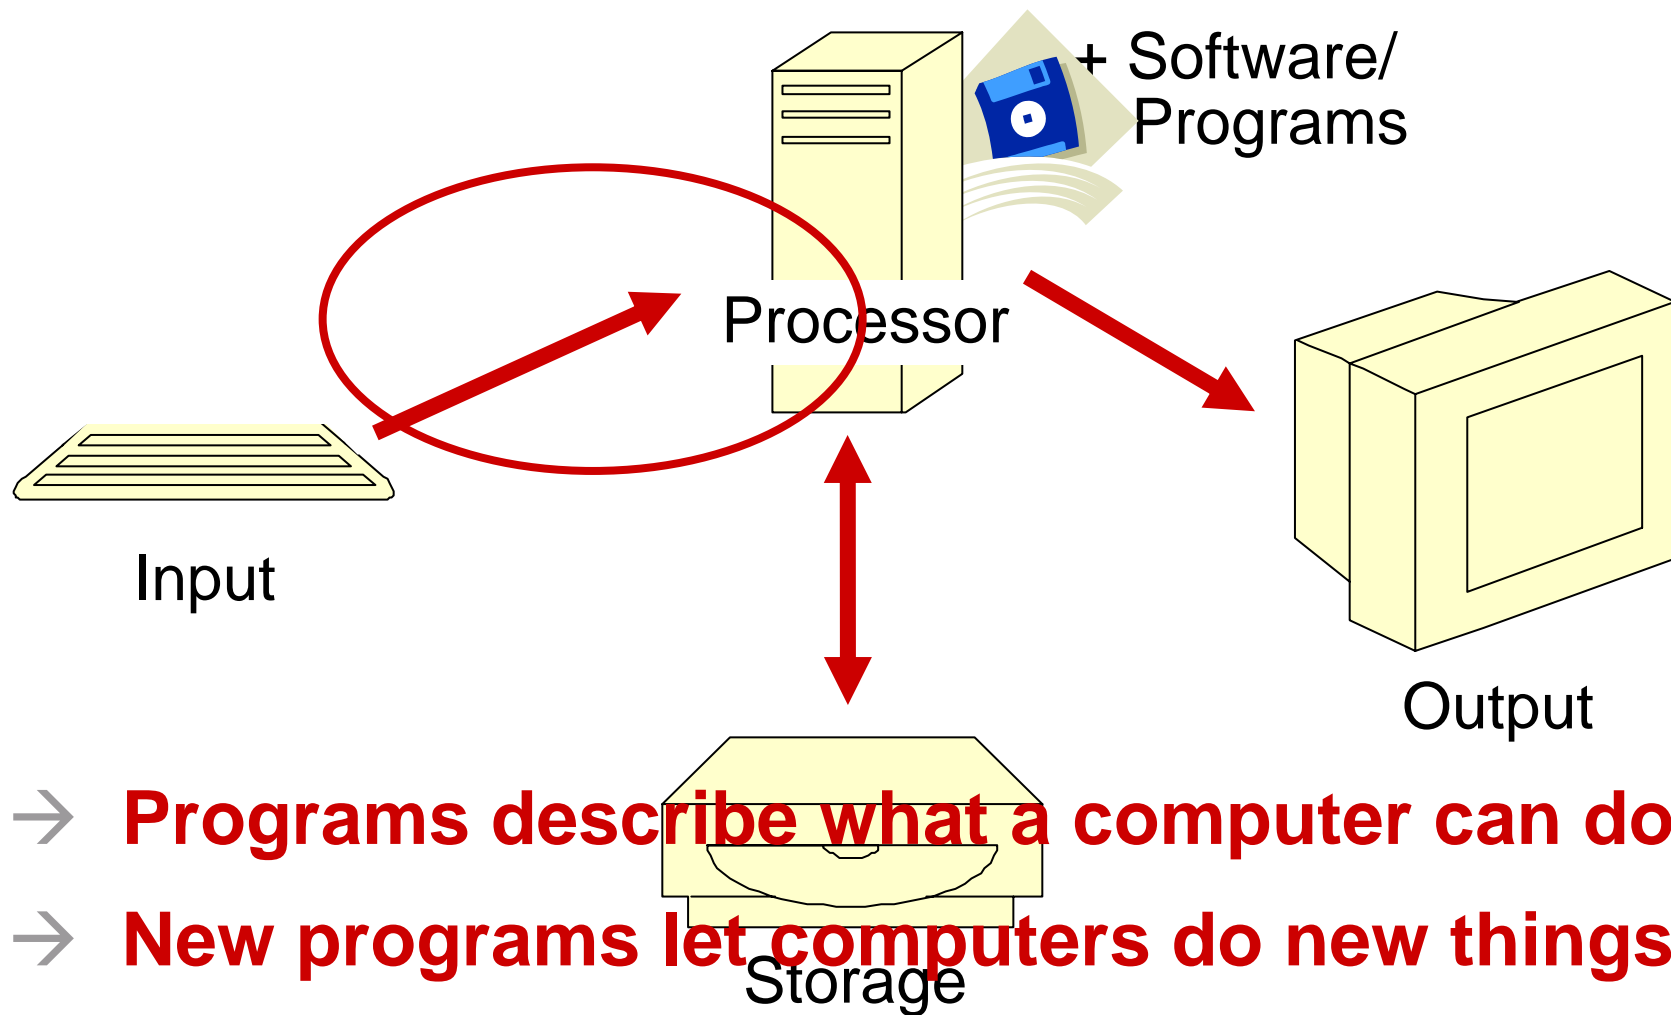 + Software/
Programs
Processor
Input
Output
→ Programs describe what a computer can do
→ New programs let computers do new things
Storage